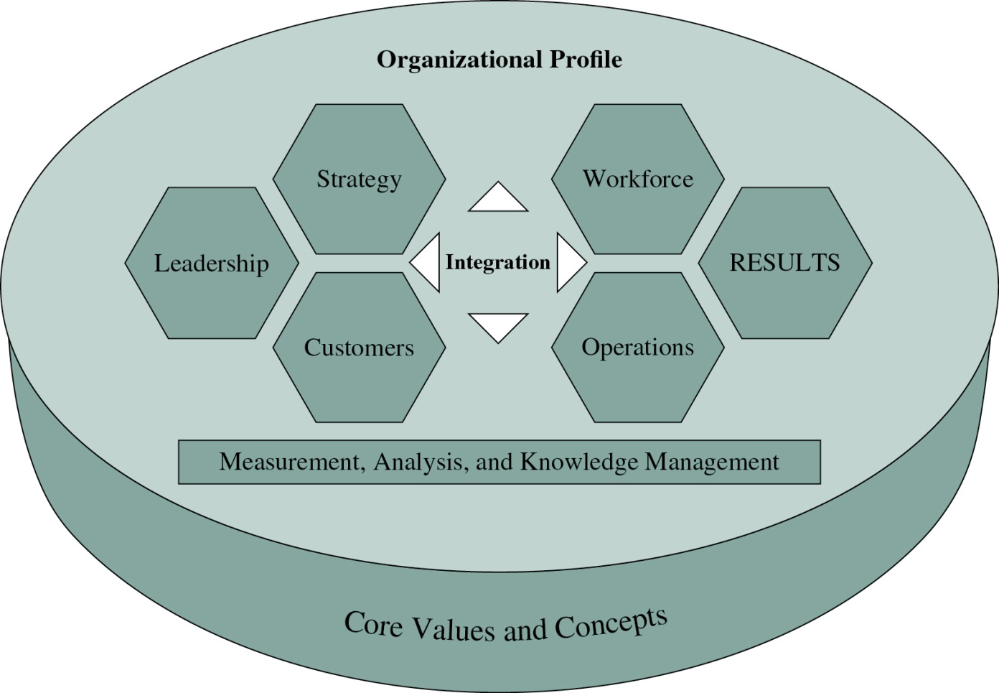 Organizational Profile
Strategy
Workforce
Leadership
Integration
RESULTS
Customers
Operations
Measurement, Analysis, and Knowledge Management
Core Values and Concepts